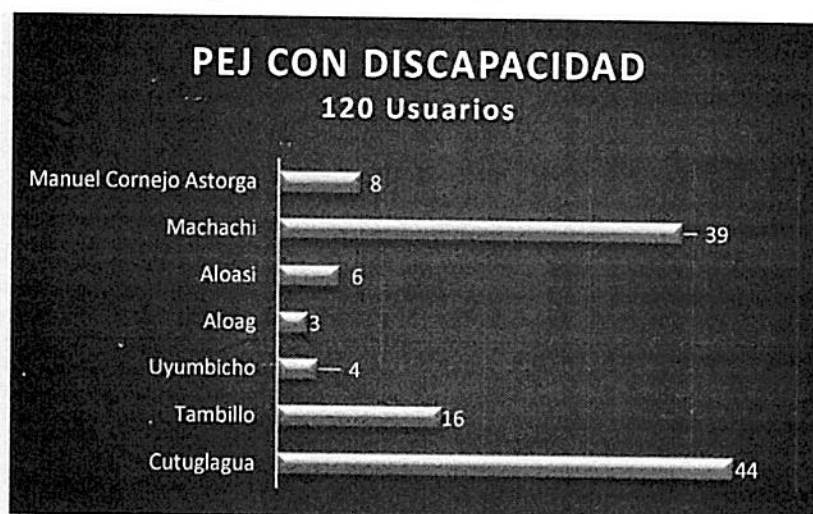 PEJ CON DISCAPACIDAD
120 Usuarios
Manuel Cornejo Astorga 8
Machachi 39
Aloasi 6
Aloag 3
Uyumbicho 4
Tambillo 16
Cutuglagua 44